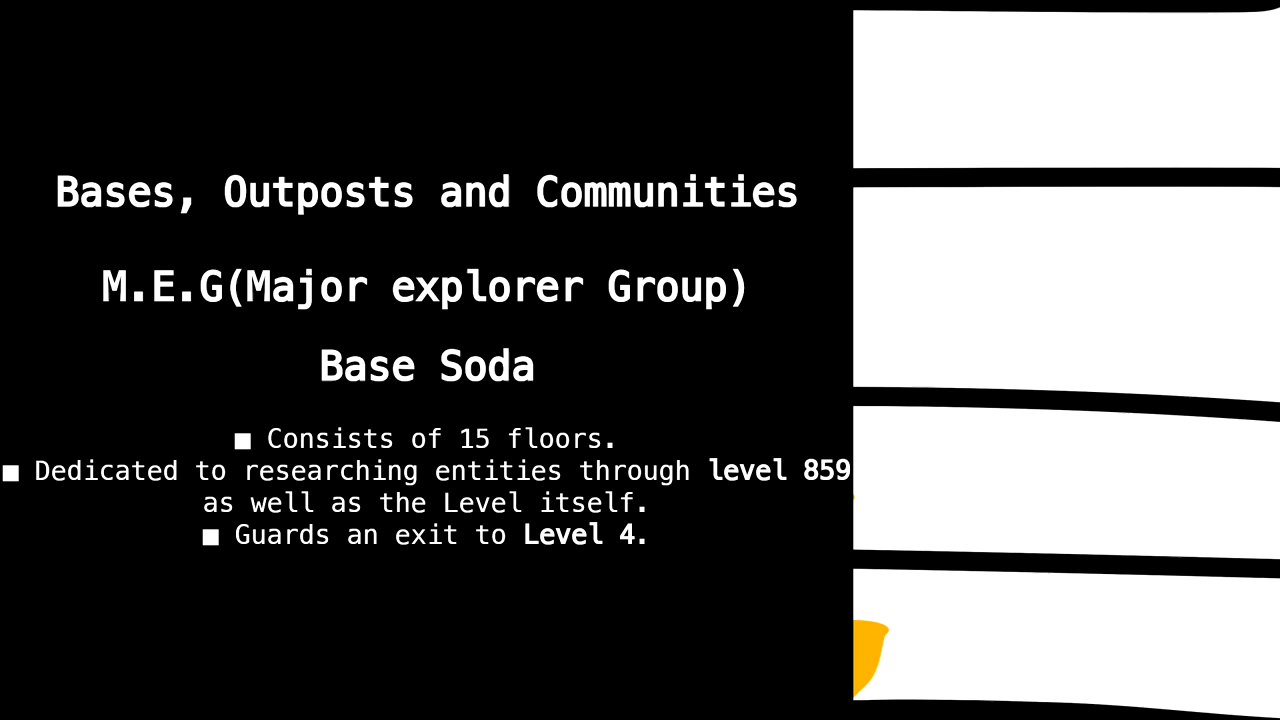 Bases, Outposts and Communities
M.E.G(Major explorer Group)
Base Soda
■ Consists of 15 floors.
■ Dedicated to researching entities through level 859
as well as the Level itself.
■ Guards an exit to Level 4.